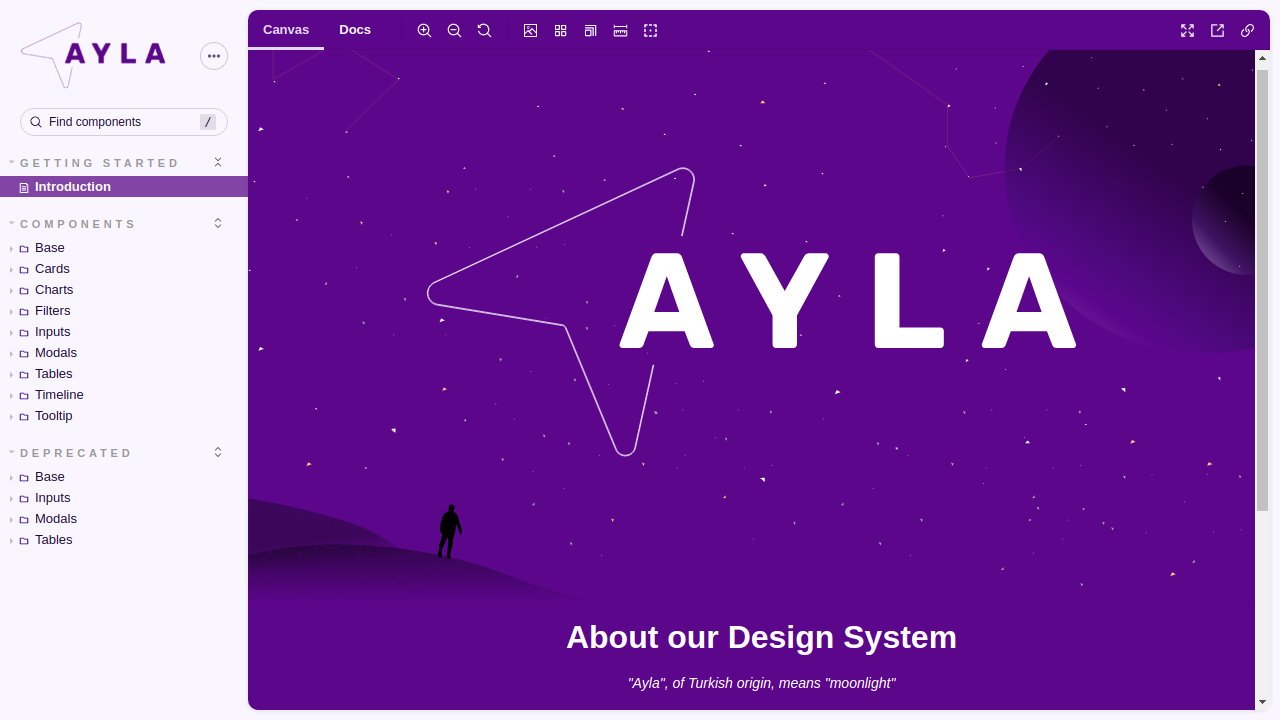 AYLA
Find components
/
GETTING STARTED
Introduction
COMPONENTS
Base
Cards
Charts
Filters
Inputs
Modals
Tables
Timeline
Tooltip
DEPRECATED
Base
Inputs
Modals
Tables
Canvas
Docs
AYLA
About our Design System
"Ayla", of Turkish origin, means "moonlight"